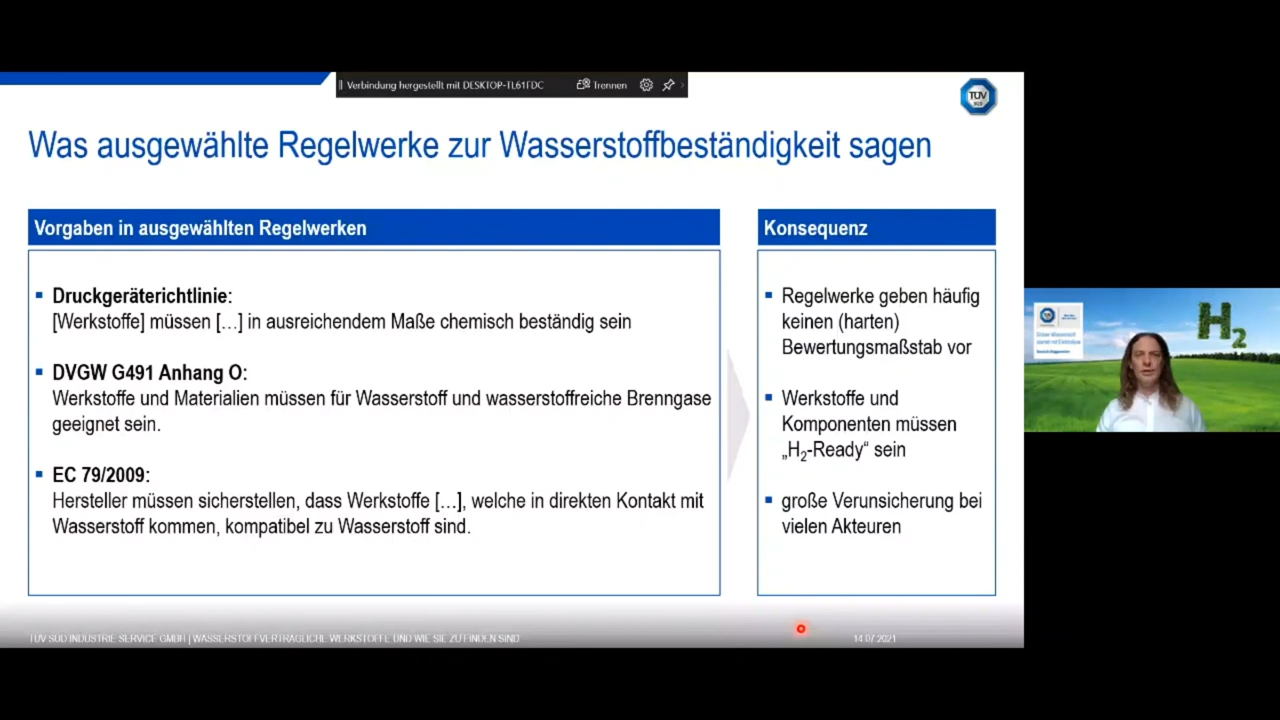 Verbindung hergestellt mit DESKTOP-TL61FDC
Trennen
TÜV
SÜD
Was ausgewählte Regelwerke zur Wasserstoffbeständigkeit sagen
Vorgaben in ausgewählten Regelwerken
▪ Druckgeräterichtlinie:
[Werkstoffe] müssen […] in ausreichendem Maße chemisch beständig sein
▪ DVGW G491 Anhang O:
Werkstoffe und Materialien müssen für Wasserstoff und wasserstoffreiche Brenngase
geeignet sein.
▪ EC 79/2009:
Hersteller müssen sicherstellen, dass Werkstoffe […], welche in direkten Kontakt mit
Wasserstoff kommen, kompatibel zu Wasserstoff sind.
Konsequenz
▪ Regelwerke geben häufig
keinen (harten)
Bewertungsmaßstab vor
▪ Werkstoffe und
Komponenten müssen
„H₂-Ready“ sein
▪ große Verunsicherung bei
vielen Akteuren
TÜV SÜD INDUSTRIE SERVICE GMBH | WASSERSTOFFVERTRÄGLICHE WERKSTOFFE UND WIE SIE ZU FINDEN SIND
14.07.2021
H₂